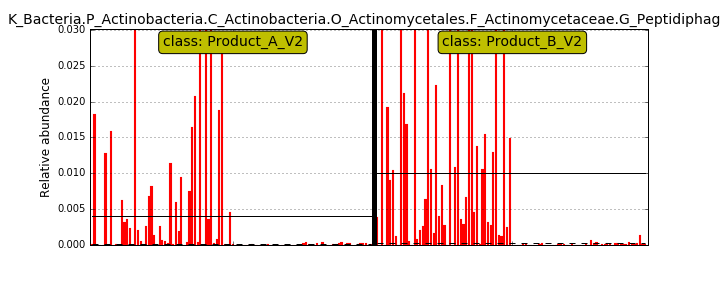 K_Bacteria.P_Actinobacteria.C_Actinobacteria.O_Actinomycetales.F_Actinomycetaceae.G_Peptidiphag
class: Product_A_V2
class: Product_B_V2
Relative abundance
0.030
0.025
0.020
0.015
0.010
0.005
0.000